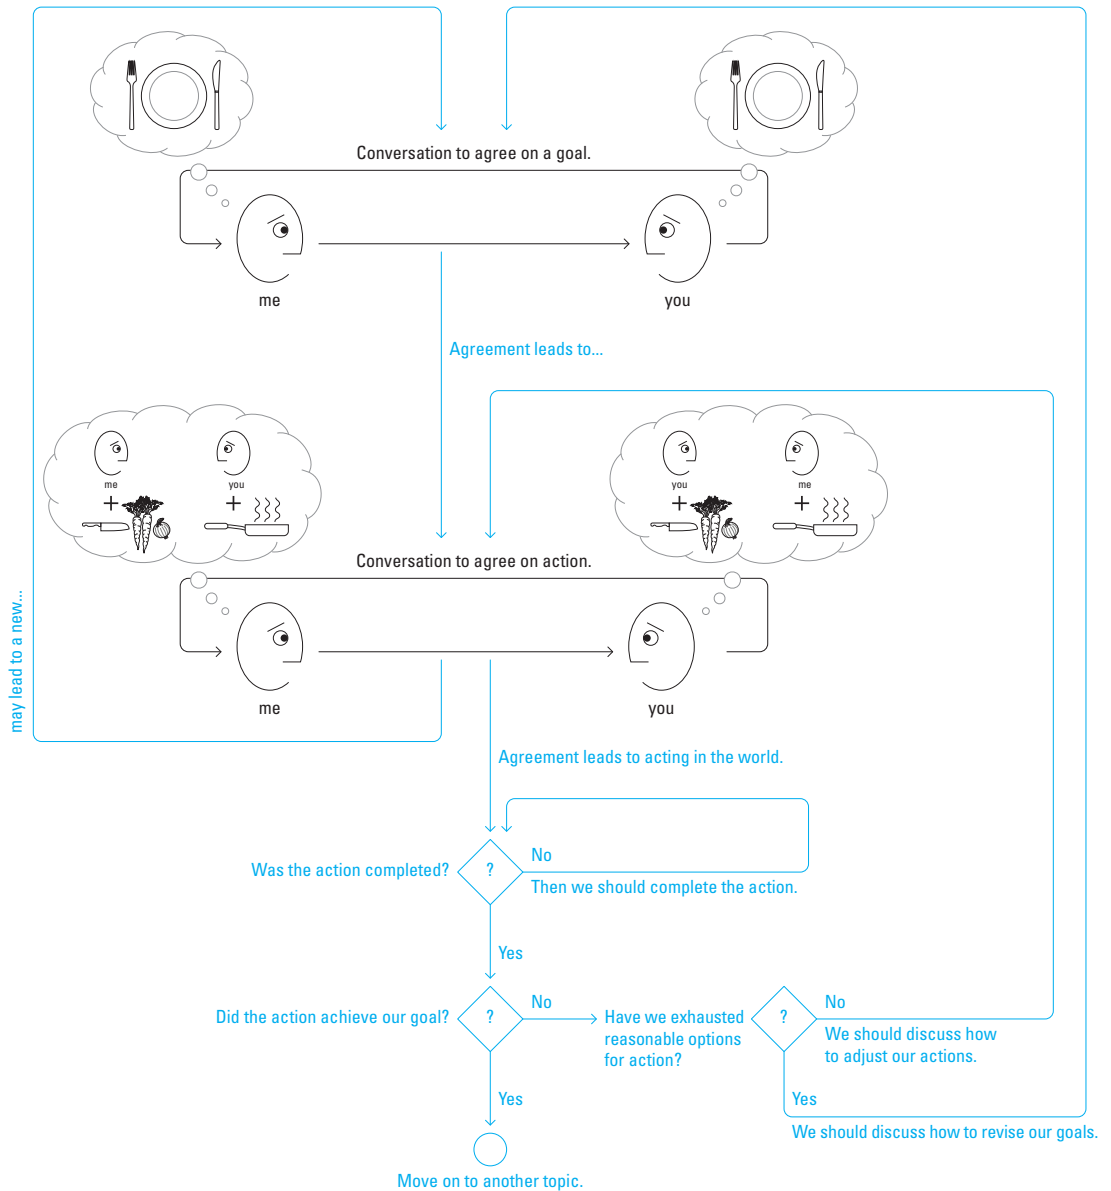 Conversation to agree on a goal.
me
you
Agreement leads to...
me
you
+
+
you
me
+
+
Conversation to agree on action.
me
you
may lead to a new...
Agreement leads to acting in the world.
Was the action completed?
?
No
Then we should complete the action.
Yes
Did the action achieve our goal?
?
No
Have we exhausted
reasonable options
for action?
?
No
We should discuss how
to adjust our actions.
Yes
We should discuss how to revise our goals.
Yes
Move on to another topic.